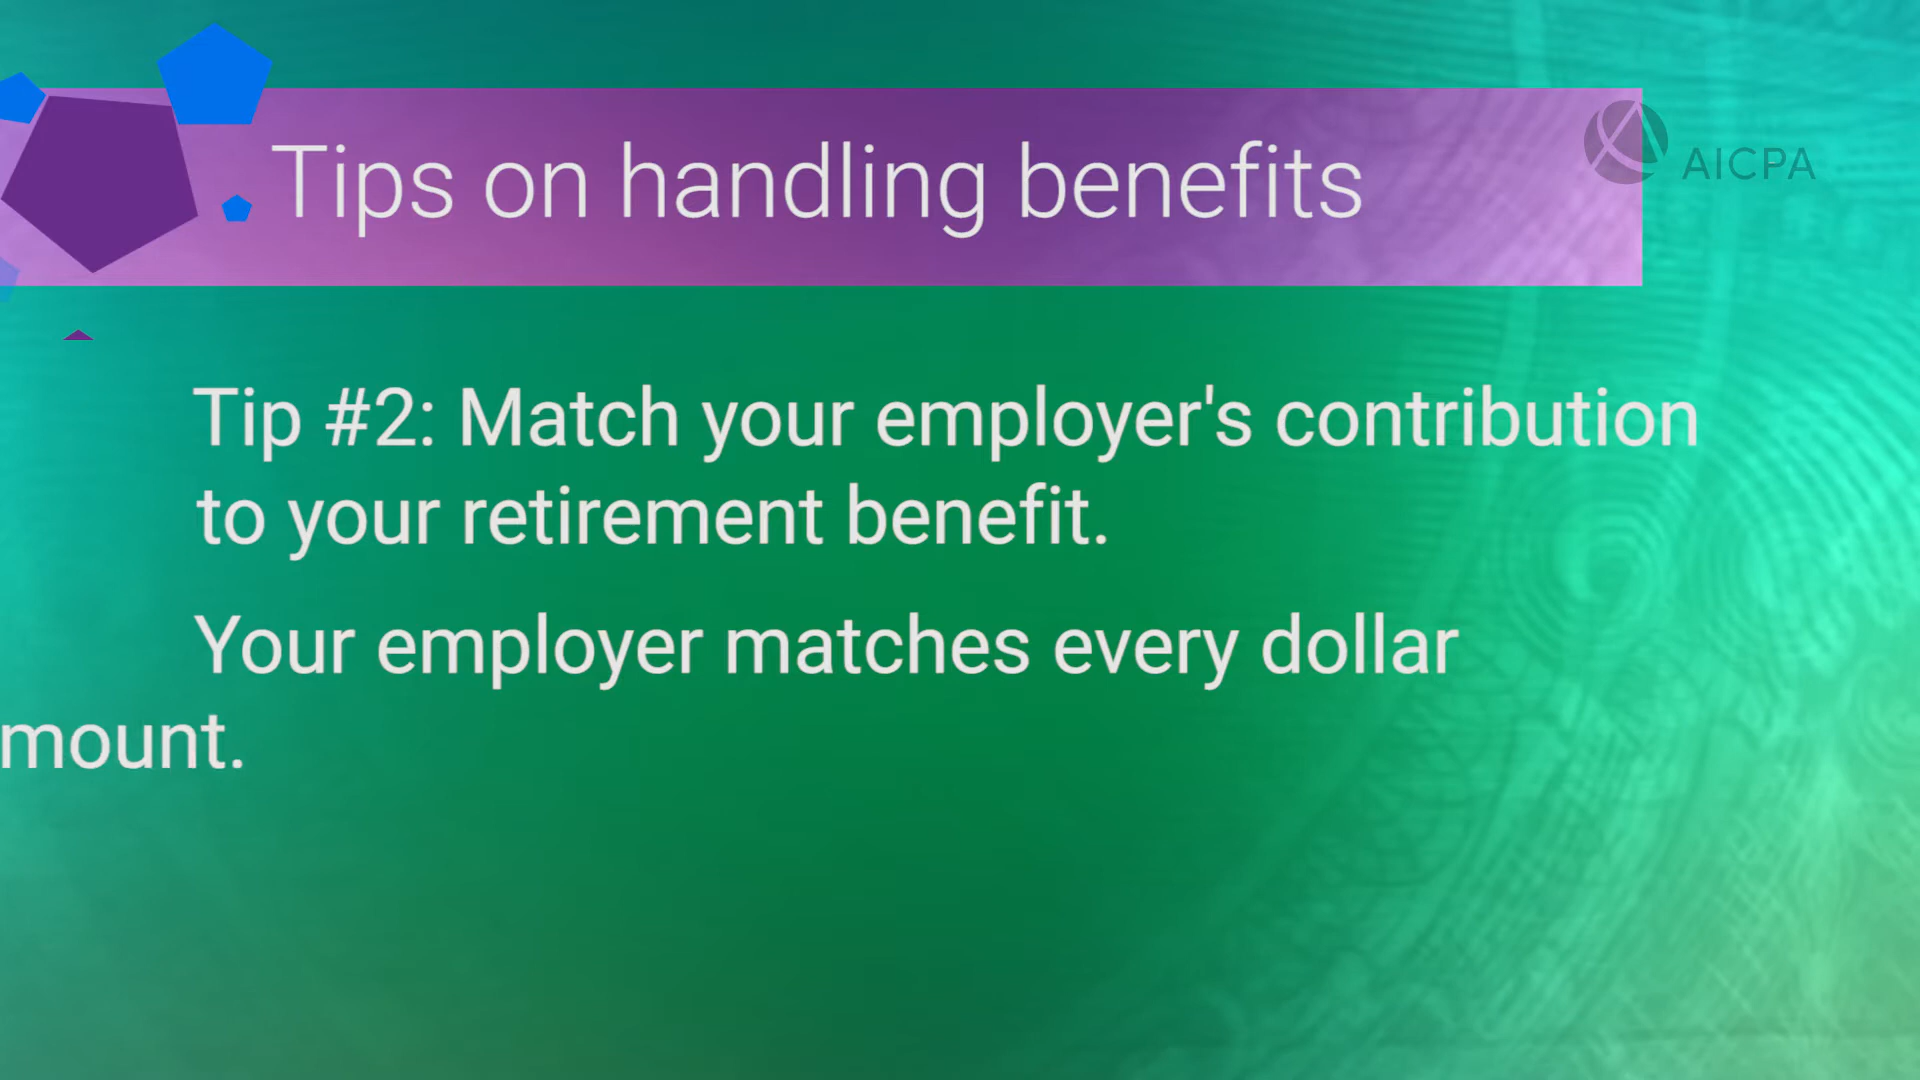 Tips on handling benefits
AICPA
Tip #2: Match your employer's contribution
to your retirement benefit.
Your employer matches every dollar
mount.